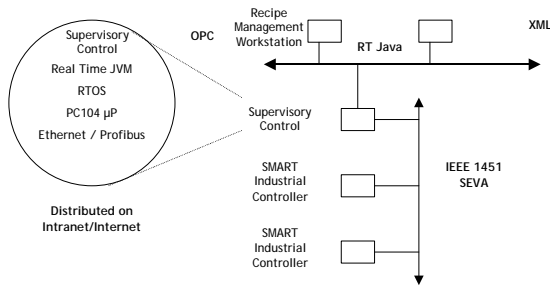 Supervisory
Control
Real Time JVM
RTOS
PC104 µP
Ethernet / Profibus
Distributed on
Intranet/Internet
OPC
Recipe
Management
Workstation
RT Java
XML
Supervisory
Control
SMART
Industrial
Controller
SMART
Industrial
Controller
IEEE 1451
SEVA